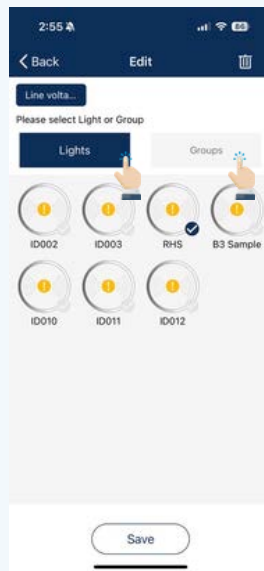 2:55 86
Back Edit
Line volta...
Please select Light or Group
Lights Groups
ID002 ID003 RHS B3 Sample
ID010 ID011 ID012
Save